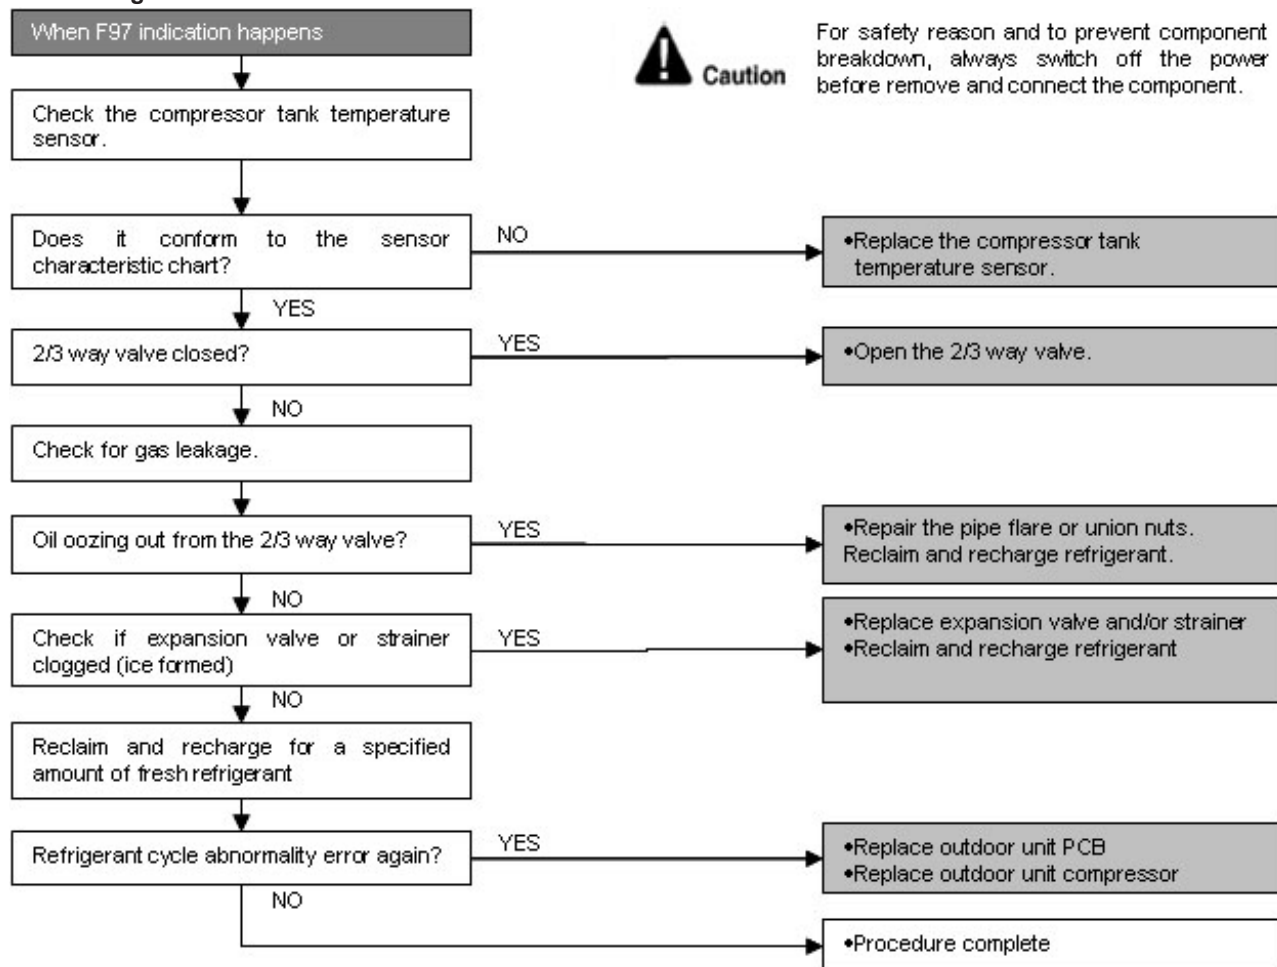 When F97 indication happens
For safety reason and to prevent component
breakdown, always switch off the power
before remove and connect the component.
Caution
Check the compressor tank temperature
sensor.
Does it conform to the sensor
characteristic chart?
NO
•Replace the compressor tank
temperature sensor.
YES
2/3 way valve closed?
YES
•Open the 2/3 way valve.
NO
Check for gas leakage.
Oil oozing out from the 2/3 way valve?
YES
•Repair the pipe flare or union nuts.
Reclaim and recharge refrigerant.
NO
Check if expansion valve or strainer
clogged (ice formed)
YES
•Replace expansion valve and/or strainer
•Reclaim and recharge refrigerant
NO
Reclaim and recharge for a specified
amount of fresh refrigerant
Refrigerant cycle abnormality error again?
YES
•Replace outdoor unit PCB
•Replace outdoor unit compressor
NO
•Procedure complete